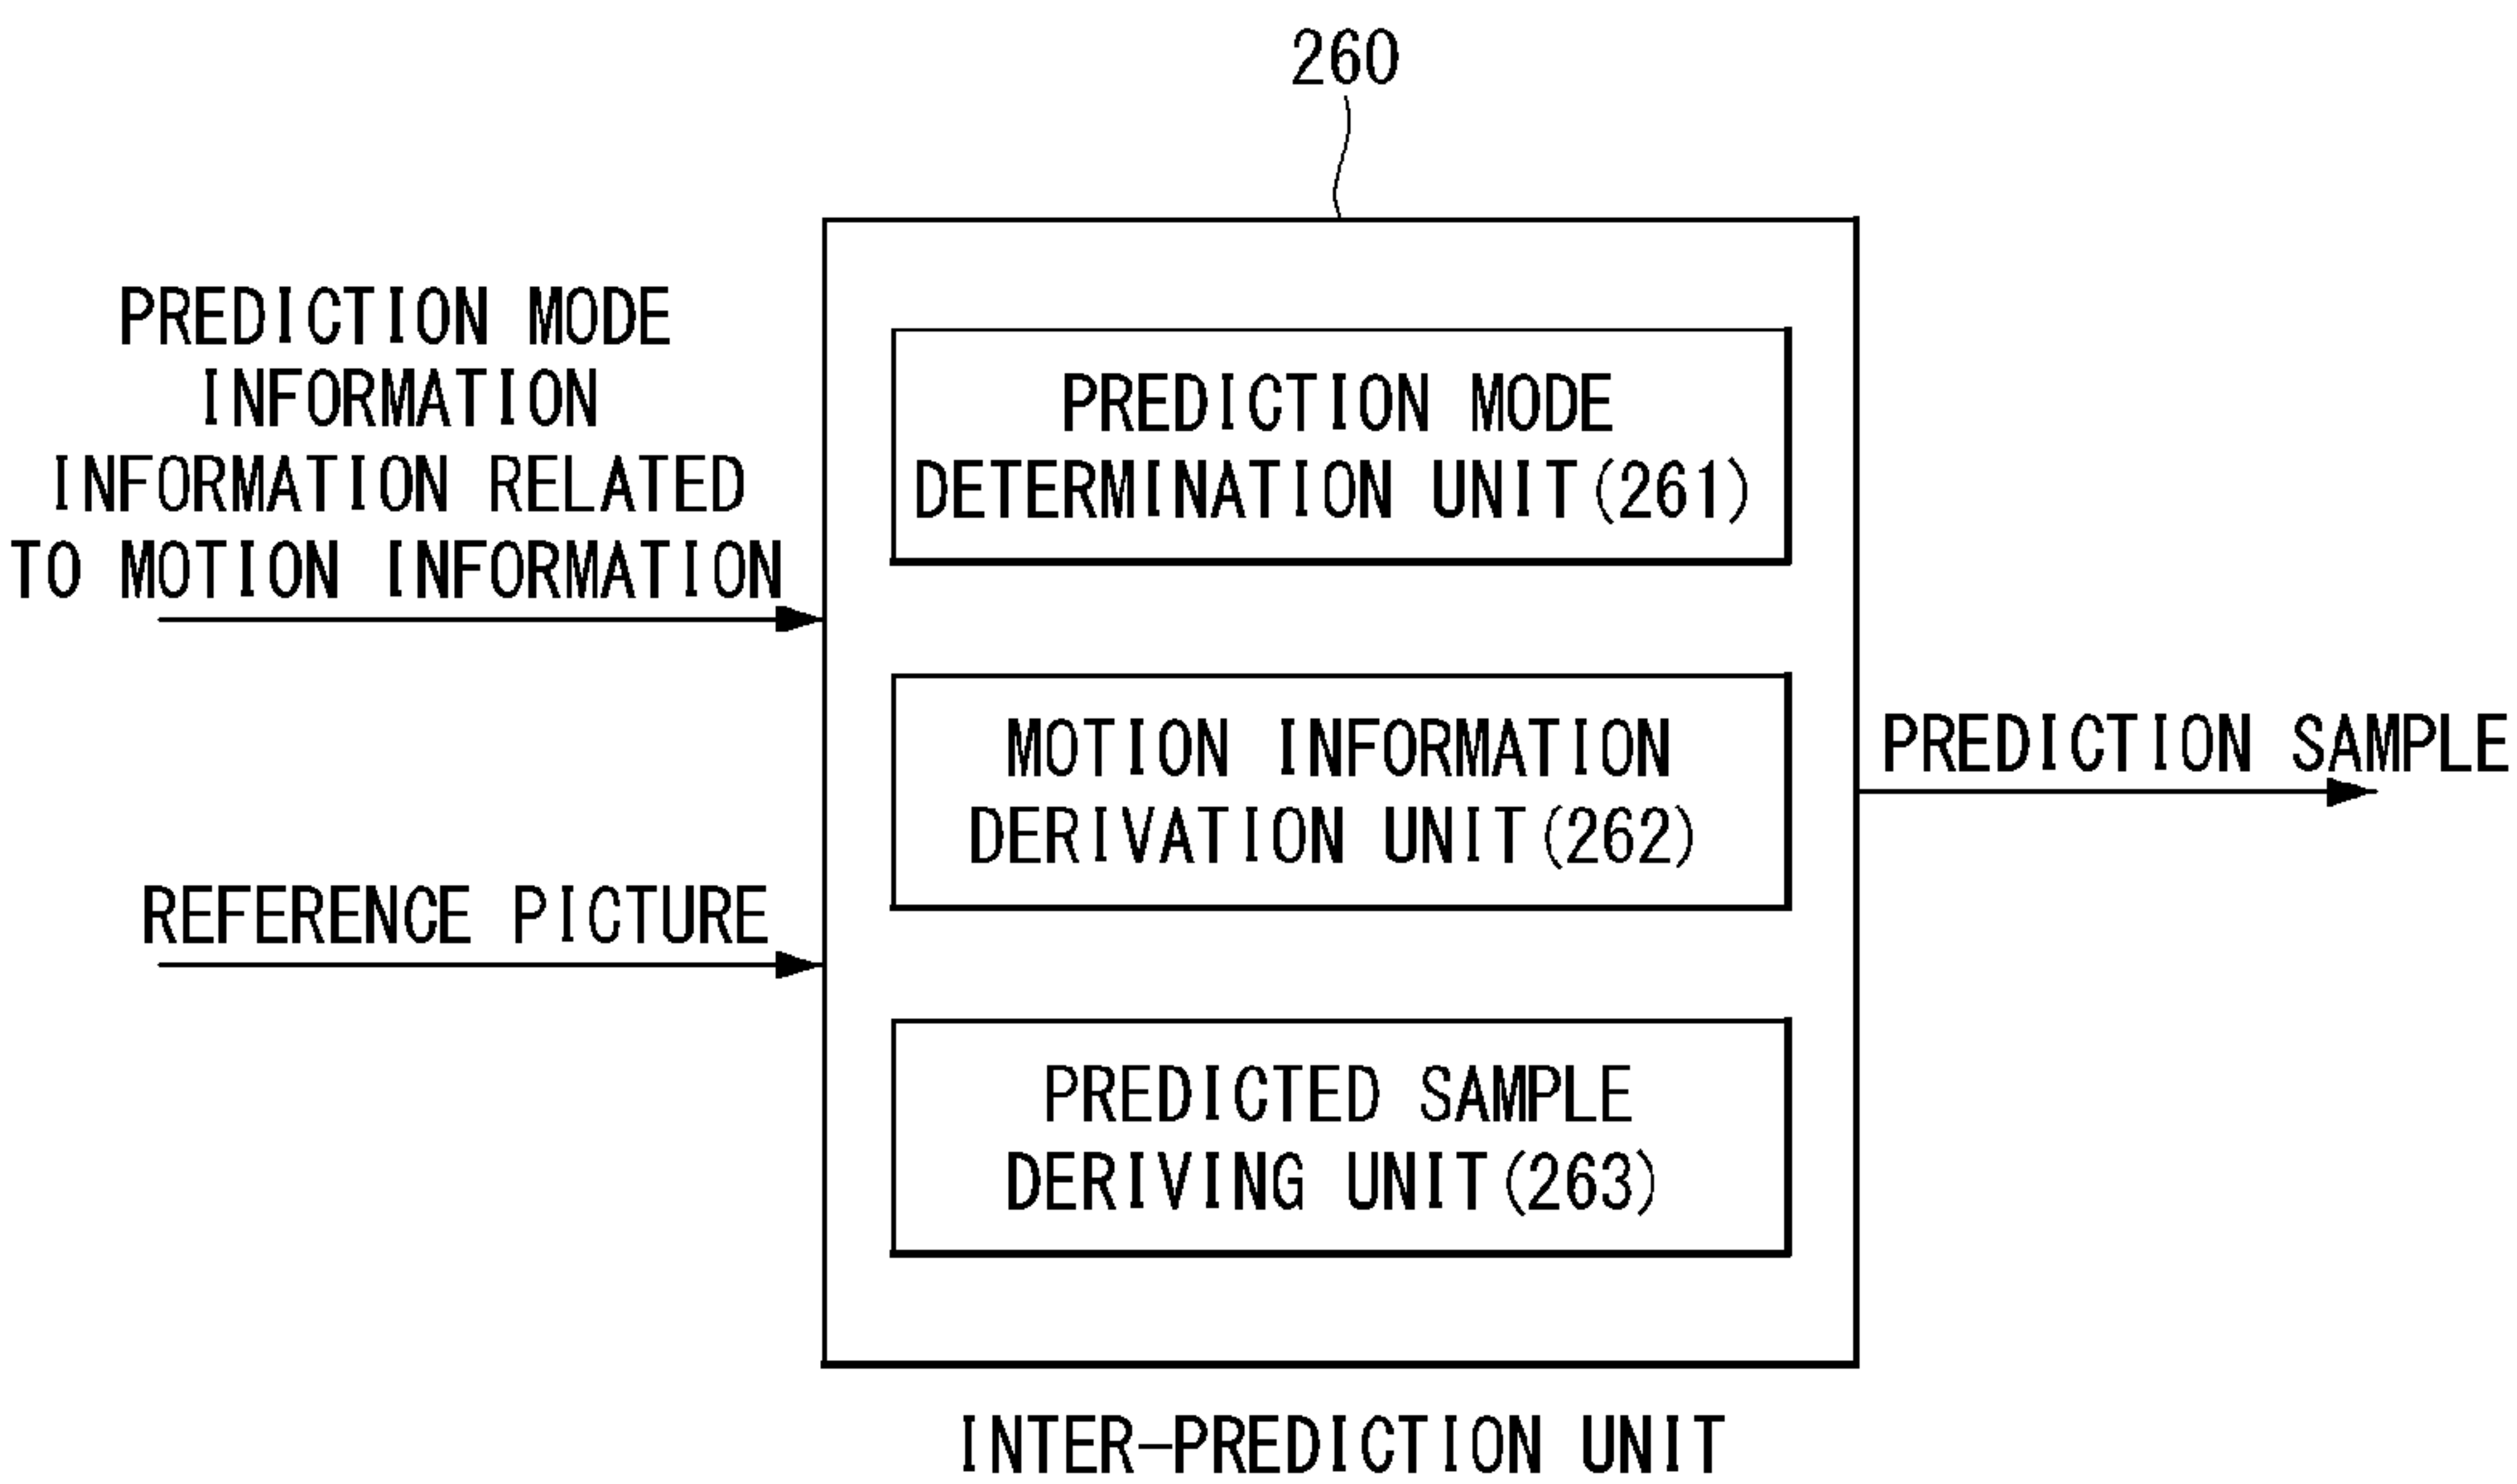 260
PREDICTION MODE
INFORMATION
INFORMATION RELATED
TO MOTION INFORMATION
REFERENCE PICTURE
PREDICTION MODE
DETERMINATION UNIT(261)
MOTION INFORMATION
DERIVATION UNIT(262)
PREDICTED SAMPLE
DERIVING UNIT(263)
PREDICTION SAMPLE
INTER-PREDICTION UNIT